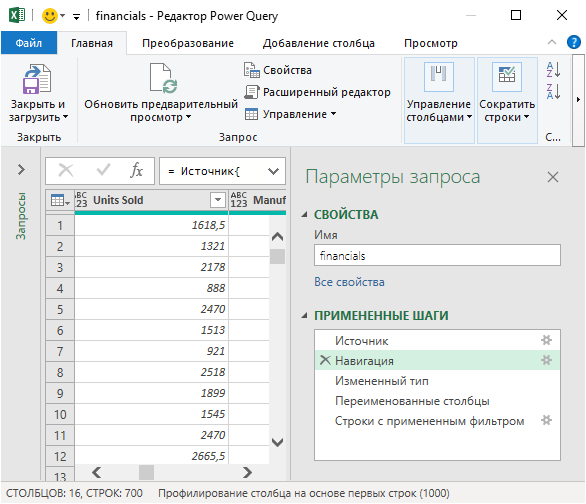 financials - Редактор Power Query
Файл Главная Преобразование Добавление столбца Просмотр
Закрыть и загрузить
Обновить предварительный просмотр
Свойства
Расширенный редактор
Управление
Управление столбцами
Сократить строки
Закрыть Запрос С...
Запросы
= Источник{
Параметры запроса
ABC 123 Units Sold ABC 123 Manuf
1 1618,5
2 1321
3 2178
4 888
5 2470
6 1513
7 921
8 2518
9 1899
10 1545
11 2470
12 2665,5
13
СВОЙСТВА
Имя
financials
Все свойства
ПРИМЕНЕННЫЕ ШАГИ
Источник
Навигация
Измененный тип
Переименованные столбцы
Строки с примененным фильтром
СТОЛБЦОВ: 16, СТРОК: 700 Профилирование столбца на основе первых строк (1000)